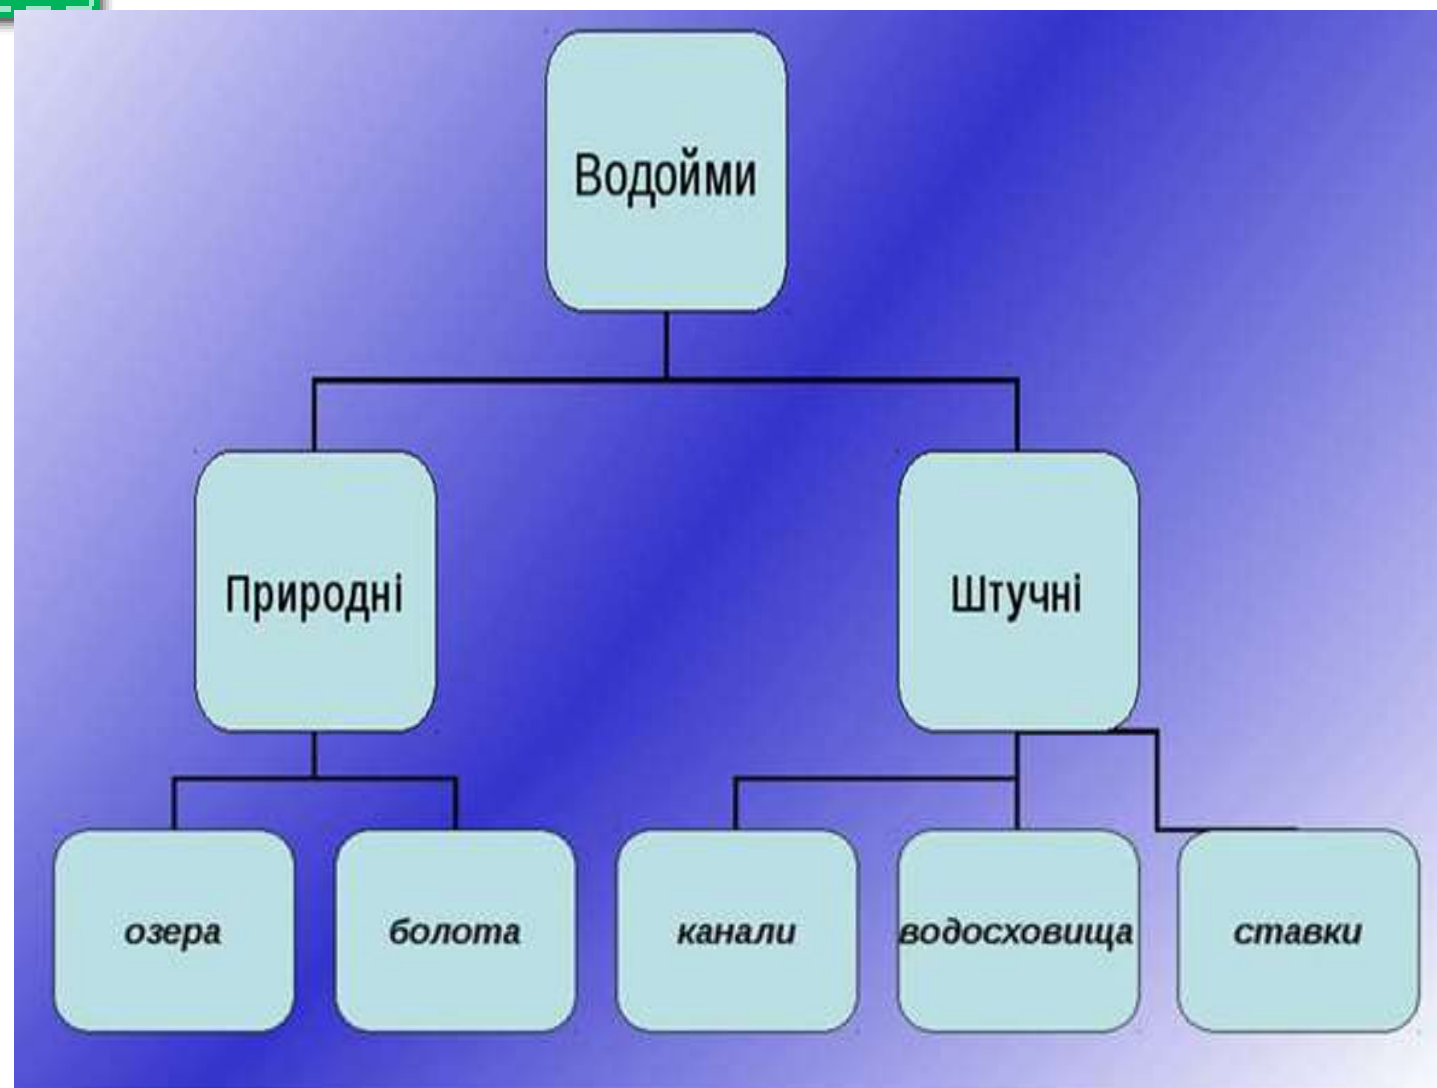 Водойми
Природні
Штучні
озера
болота
канали
водосховища
ставки